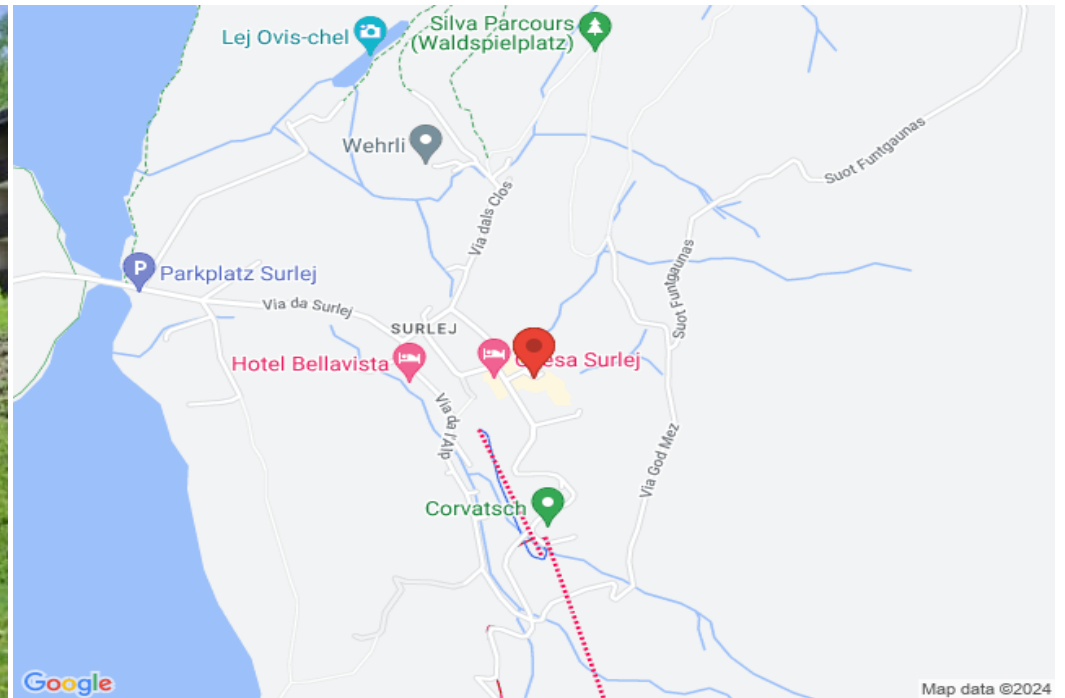 Silva Parcours
(Waldspielplatz)
Lej Ovis-chel
Wehrli
Suot Funtgaunas
Via dals Clos
P
Parkplatz Surlej
Suot Funtgaunas
Via da Surlej
SURLEJ
Hotel Bellavista
Surlej
Via da l'Alp
Via God Mez
Corvatsch
Google
Map data ©2024